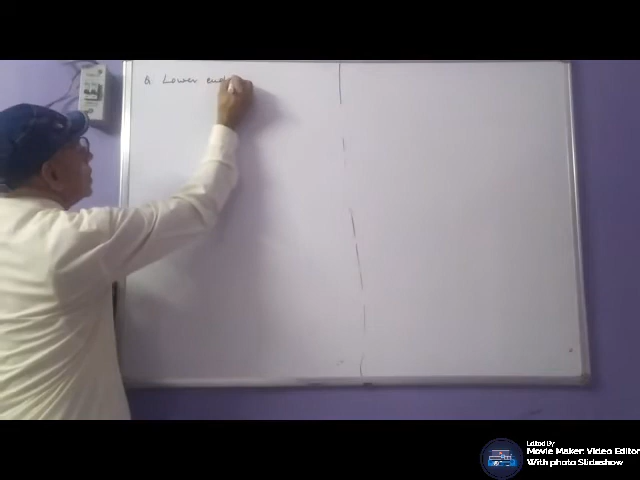 Q. Lower end
Edited By
Movie Maker: Video Editor
With photo Slideshow